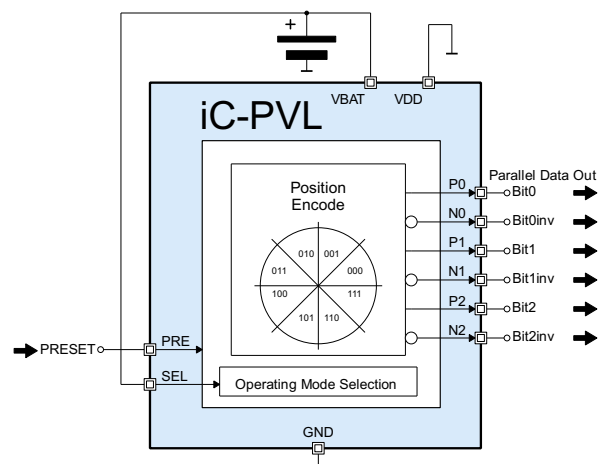 +
VBAT VDD
iC-PVL
Parallel Data Out
Position
Encode
P0 Bit0
N0 Bit0inv
010 001
P1 Bit1
011 000
N1 Bit1inv
100 111
P2 Bit2
101 110
N2 Bit2inv
PRESET PRE
SEL
Operating Mode Selection
GND